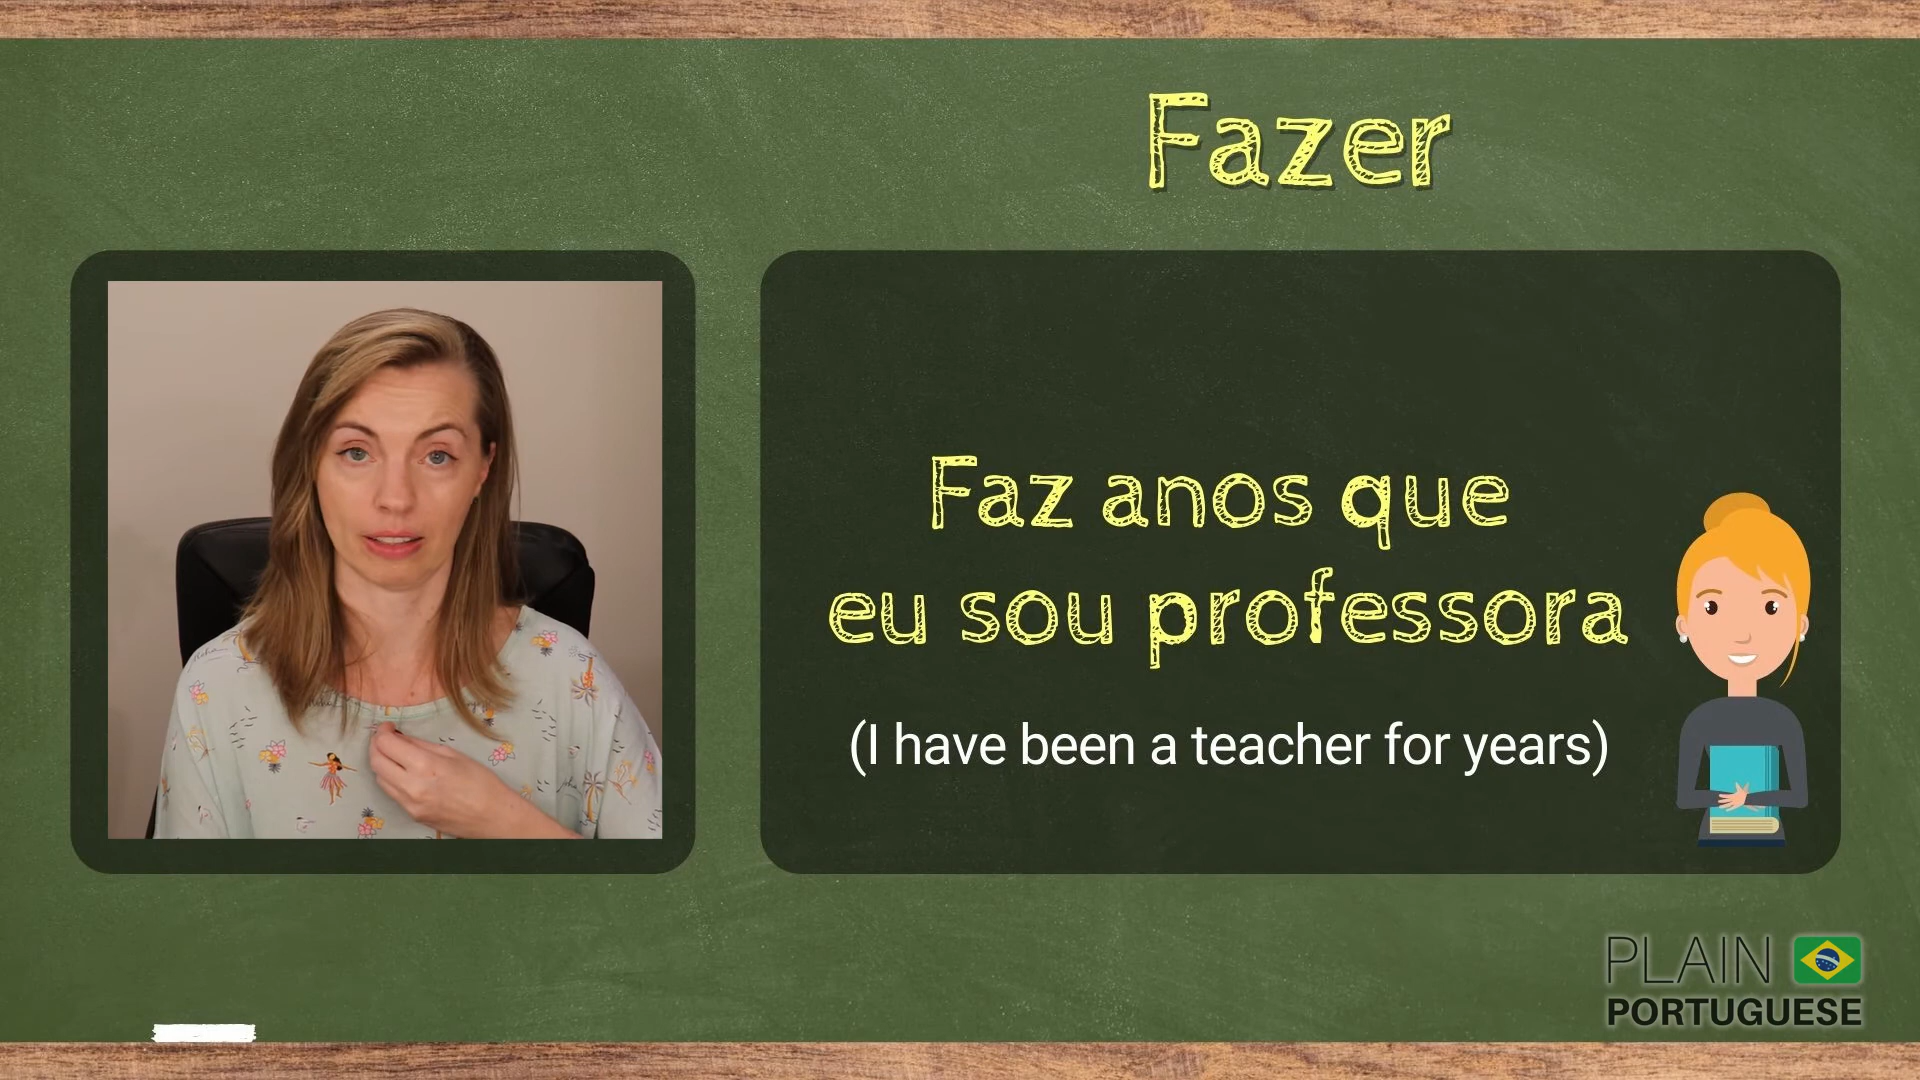 Fazer
Faz anos que
eu sou professora
(I have been a teacher for years)
PLAIN
PORTUGUESE